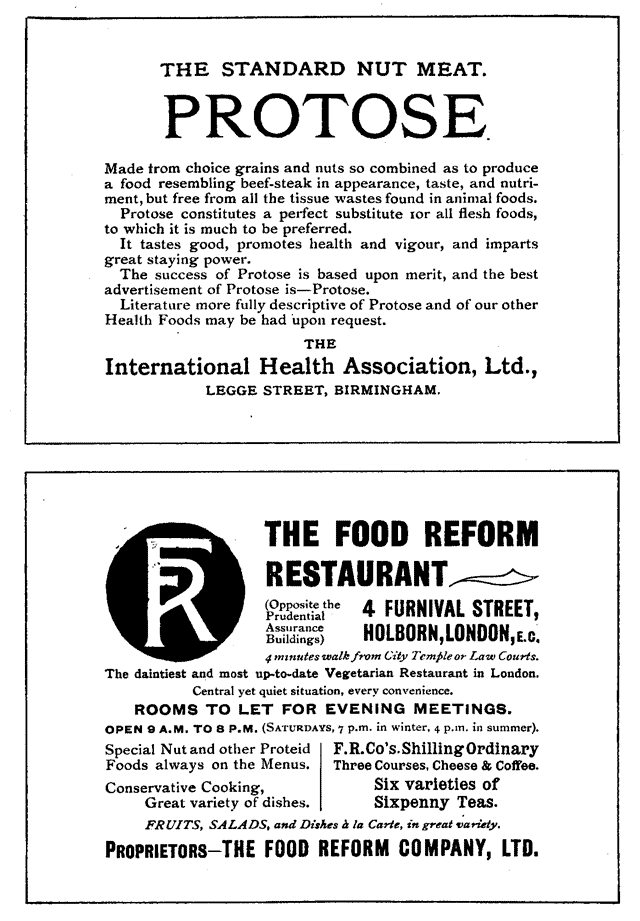 THE STANDARD NUT MEAT.
PROTOSE.
Made from choice grains and nuts so combined as to produce
a food resembling beef-steak in appearance, taste, and nutri-
ment, but free from all the tissue wastes found in animal foods.
Protose constitutes a perfect substitute for all flesh foods,
to which it is much to be preferred.
It tastes good, promotes health and vigour, and imparts
great staying power.
The success of Protose is based upon merit, and the best
advertisement of Protose is—Protose.
Literature more fully descriptive of Protose and of our other
Health Foods may be had upon request.
THE
International Health Association, Ltd.,
LEGGE STREET, BIRMINGHAM.
FR
THE FOOD REFORM
RESTAURANT
(Opposite the
Prudential
Assurance
Buildings)
4 FURNIVAL STREET,
HOLBORN, LONDON, E.C.
4 minutes walk from City Temple or Law Courts.
The daintiest and most up-to-date Vegetarian Restaurant in London.
Central yet quiet situation, every convenience.
ROOMS TO LET FOR EVENING MEETINGS.
OPEN 9 A.M. TO 8 P.M. (SATURDAYS, 7 p.m. in winter, 4 p.m. in summer).
Special Nut and other Proteid
Foods always on the Menus.
Conservative Cooking,
Great variety of dishes.
F.R.Co's. Shilling Ordinary
Three Courses, Cheese & Coffee.
Six varieties of
Sixpenny Teas.
FRUITS, SALADS, and Dishes à la Carte, in great variety.
PROPRIETORS—THE FOOD REFORM COMPANY, LTD.